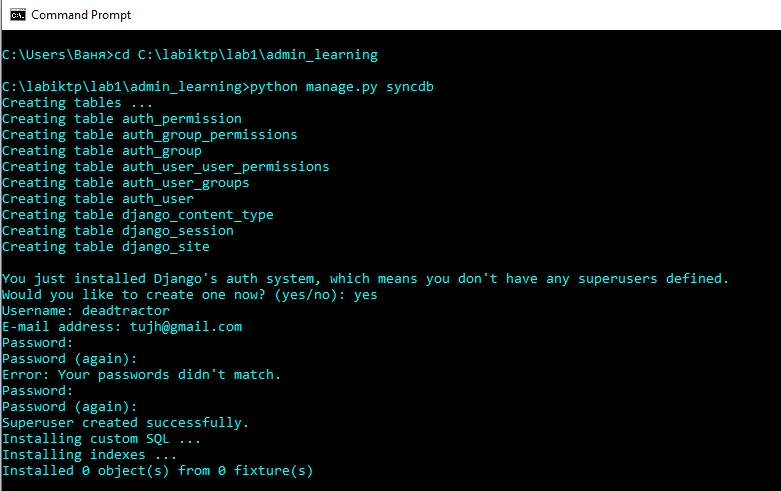 Command Prompt
C:\Users\Ваня>cd C:\labiktp\lab1\admin_learning
C:\labiktp\lab1\admin_learning>python manage.py syncdb
Creating tables ...
Creating table auth_permission
Creating table auth_group_permissions
Creating table auth_group
Creating table auth_user_user_permissions
Creating table auth_user_groups
Creating table auth_user
Creating table django_content_type
Creating table django_session
Creating table django_site
You just installed Django's auth system, which means you don't have any superusers defined.
Would you like to create one now? (yes/no): yes
Username: deadtractor
E-mail address: tujh@gmail.com
Password:
Password (again):
Error: Your passwords didn't match.
Password:
Password (again):
Superuser created successfully.
Installing custom SQL ...
Installing indexes ...
Installed 0 object(s) from 0 fixture(s)